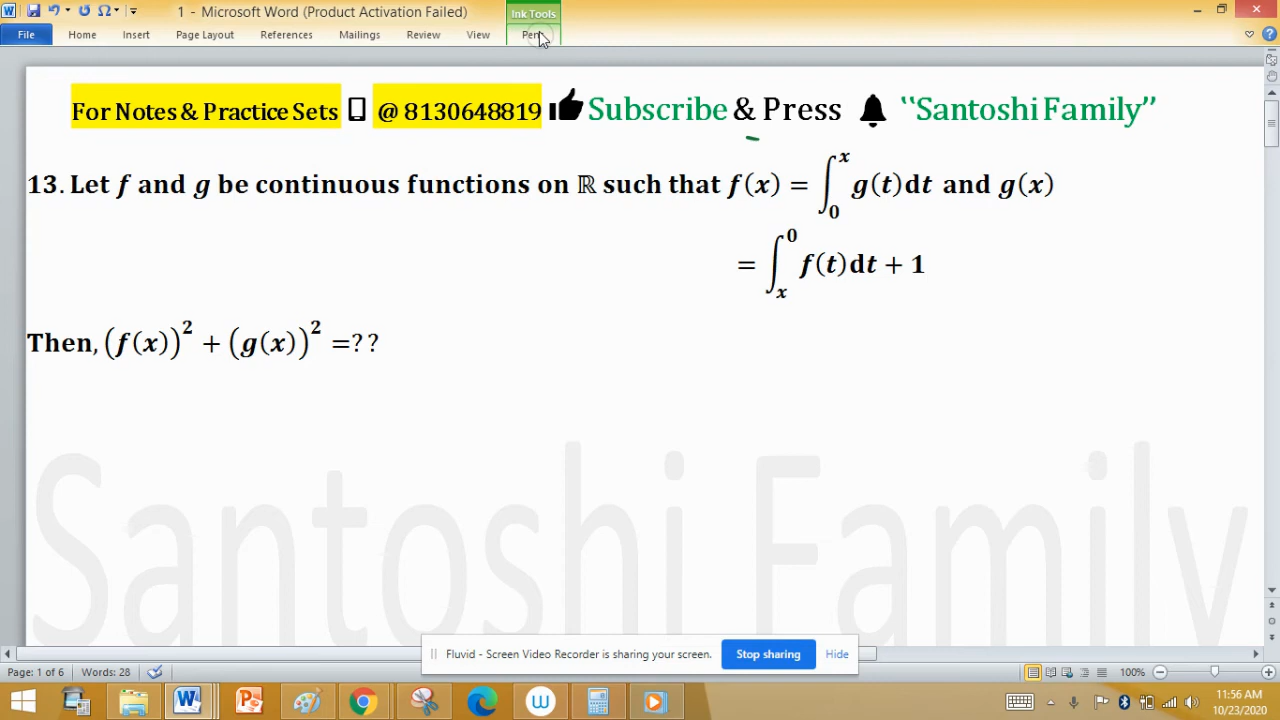 1 - Microsoft Word (Product Activation Failed)
Ink Tools
File Home Insert Page Layout References Mailings Review View
For Notes & Practice Sets @ 8130648819 Subscribe & Press "Santoshi Family"
13. Let f and g be continuous functions on ℝ such that f(x) = ∫₀ˣ g(t)dt and g(x)
= ∫ₓ⁰ f(t)dt + 1
Then, (f(x))² + (g(x))² =??
Santoshi Family
Fluvid - Screen Video Recorder is sharing your screen. Stop sharing Hide
Page: 1 of 6 Words: 28 100%
11:56 AM
10/23/2020